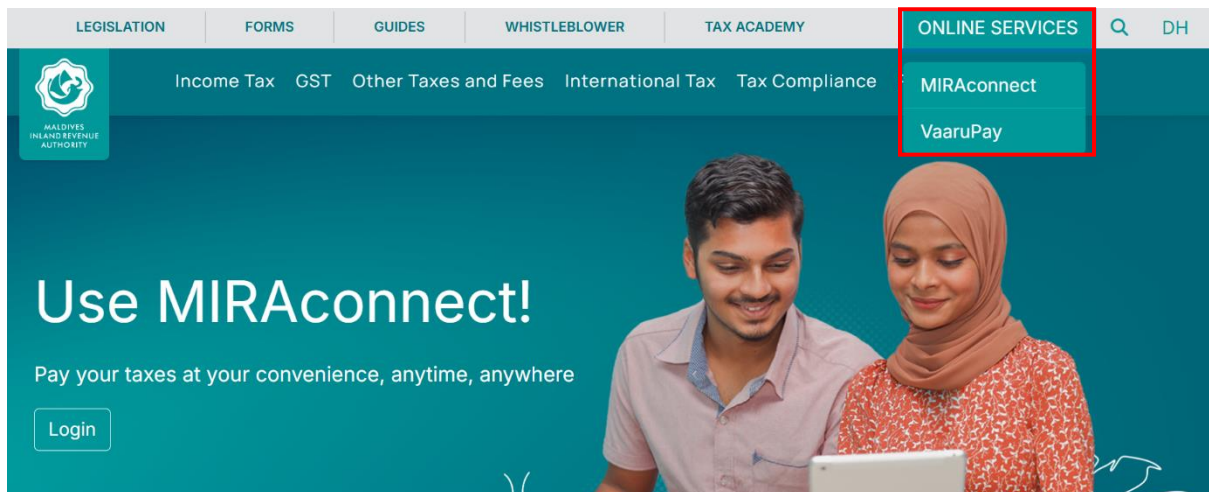 LEGISLATION FORMS GUIDES WHISTLEBLOWER TAX ACADEMY ONLINE SERVICES DH
Income Tax GST Other Taxes and Fees International Tax Tax Compliance
MIRAconnect
VaaruPay
MALDIVES
INLAND REVENUE
AUTHORITY
Use MIRAconnect!
Pay your taxes at your convenience, anytime, anywhere
Login